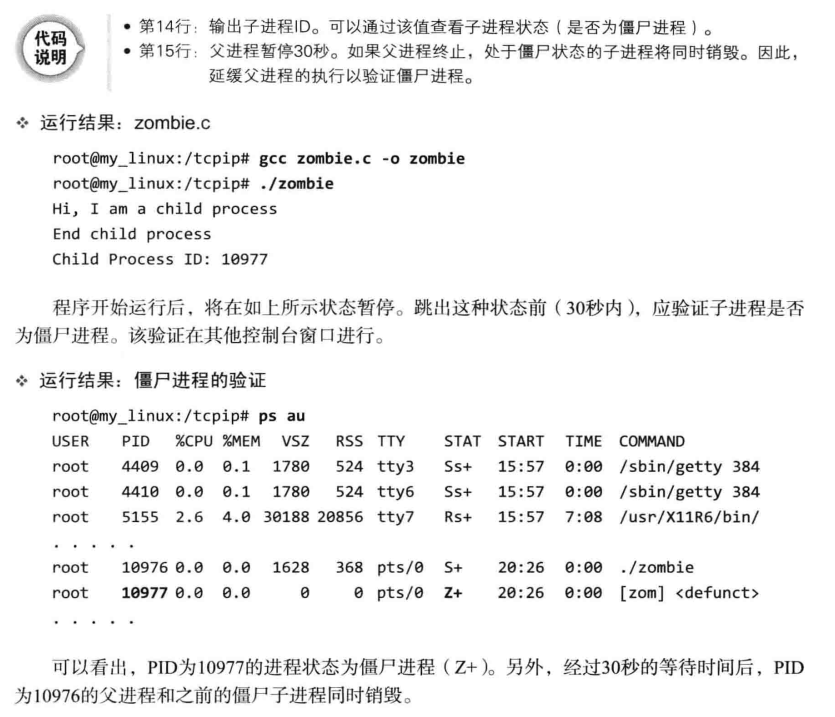 代码
说明
• 第14行：输出子进程ID。可以通过该值查看子进程状态（是否为僵尸进程）。
• 第15行：父进程暂停30秒。如果父进程终止，处于僵尸状态的子进程将同时销毁。因此，
延缓父进程的执行以验证僵尸进程。
❖ 运行结果：zombie.c
root@my_linux:/tcpip# gcc zombie.c -o zombie
root@my_linux:/tcpip# ./zombie
Hi, I am a child process
End child process
Child Process ID: 10977
程序开始运行后，将在如上所示状态暂停。跳出这种状态前（30秒内），应验证子进程是否
为僵尸进程。该验证在其他控制台窗口进行。
❖ 运行结果：僵尸进程的验证
root@my_linux:/tcpip# ps au
USER PID %CPU %MEM VSZ RSS TTY STAT START TIME COMMAND
root 4409 0.0 0.1 1780 524 tty3 Ss+ 15:57 0:00 /sbin/getty 384
root 4410 0.0 0.1 1780 524 tty6 Ss+ 15:57 0:00 /sbin/getty 384
root 5155 2.6 4.0 30188 20856 tty7 Rs+ 15:57 7:08 /usr/X11R6/bin/
. . . . .
root 10976 0.0 0.0 1628 368 pts/0 S+ 20:26 0:00 ./zombie
root 10977 0.0 0.0 0 0 pts/0 Z+ 20:26 0:00 [zom] <defunct>
. . . . .
可以看出，PID为10977的进程状态为僵尸进程（Z+）。另外，经过30秒的等待时间后，PID
为10976的父进程和之前的僵尸子进程同时销毁。